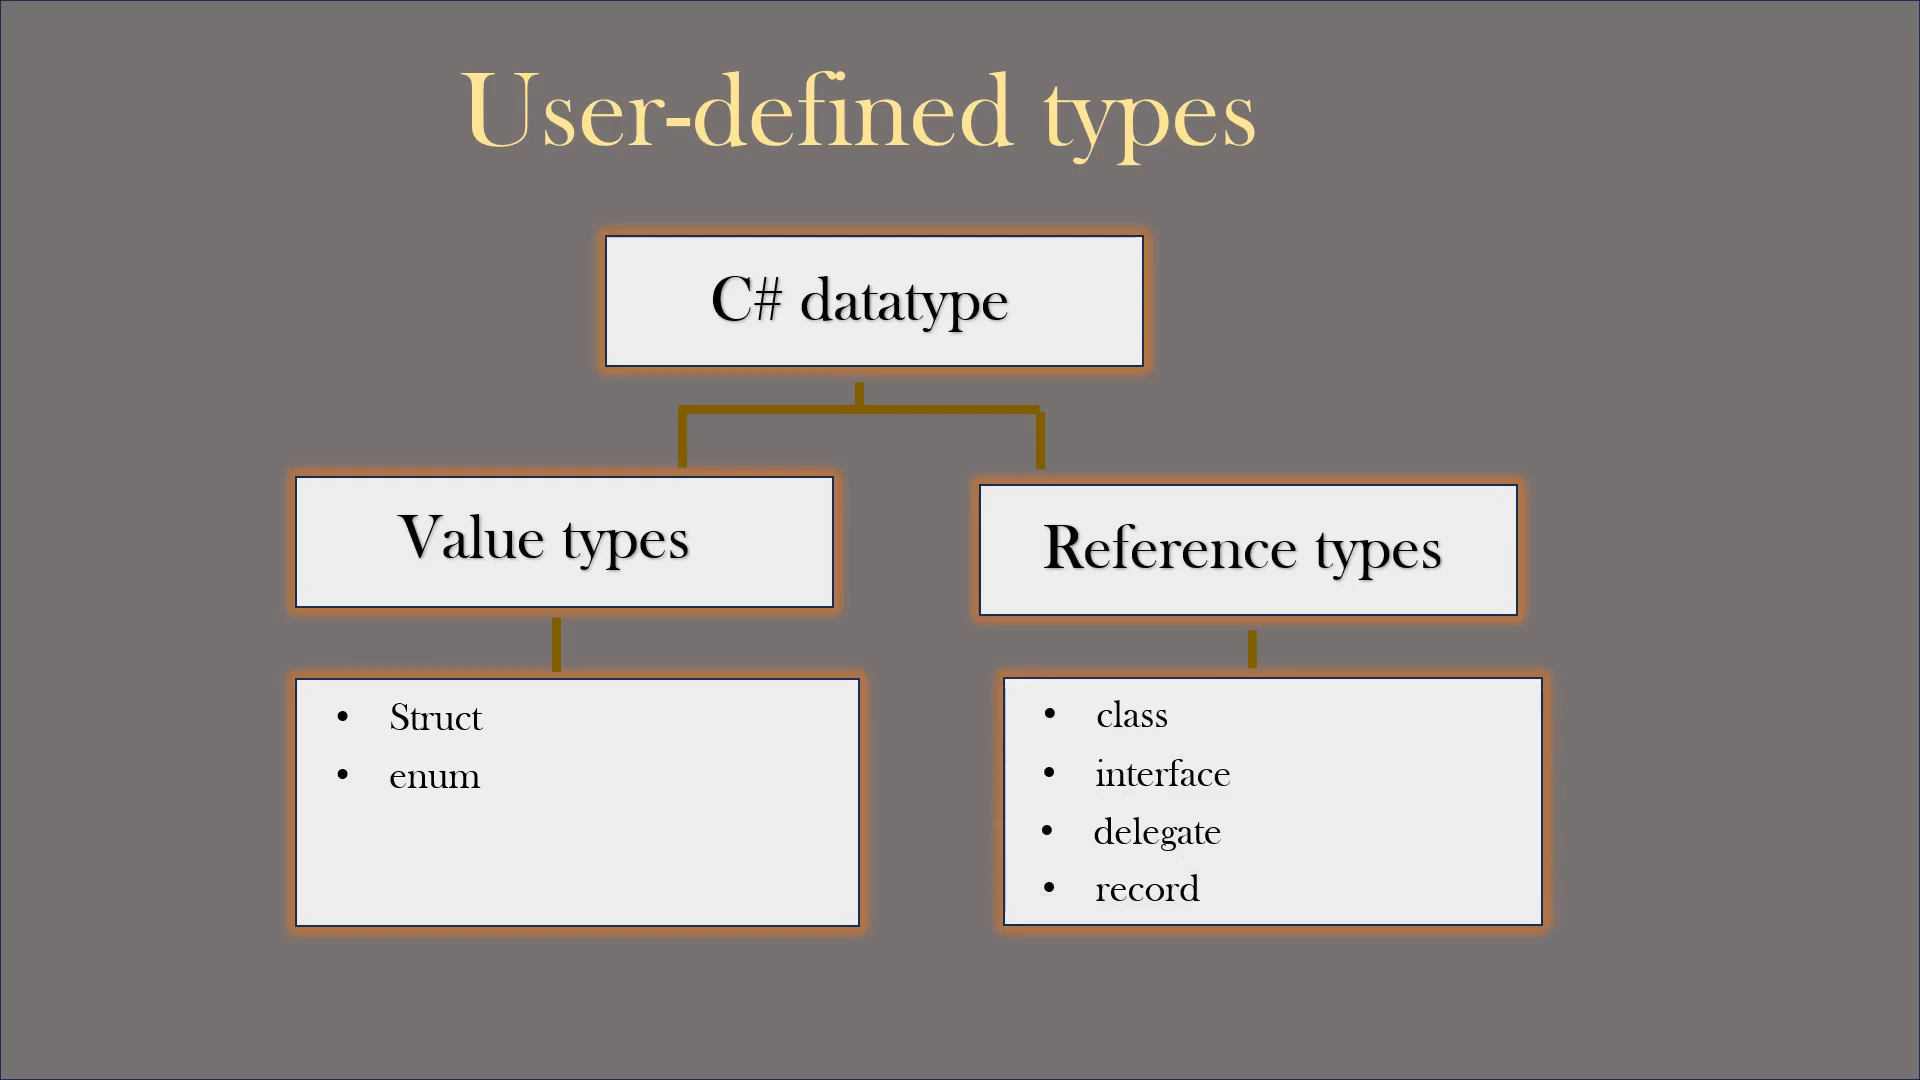 User-defined types
C# datatype
Value types
Reference types
• Struct
• enum
• class
• interface
• delegate
• record